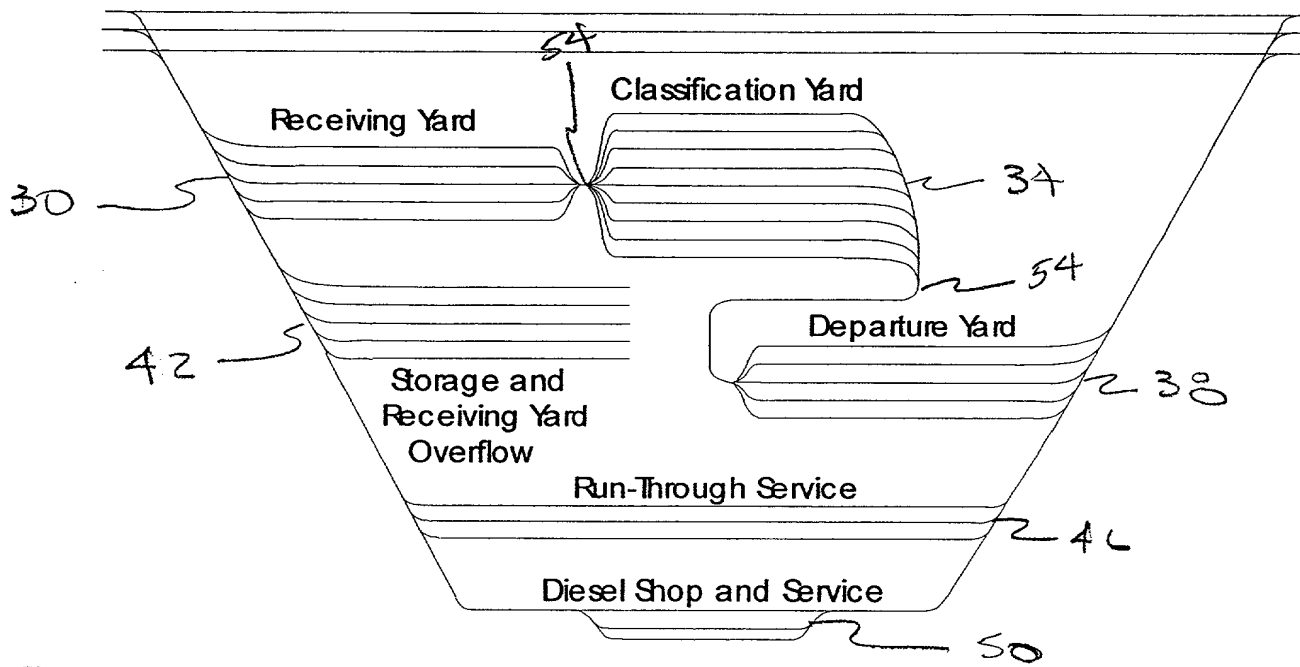 54
Classification Yard
Receiving Yard
30
34
54
Departure Yard
42
38
Storage and
Receiving Yard
Overflow
Run-Through Service
46
Diesel Shop and Service
50